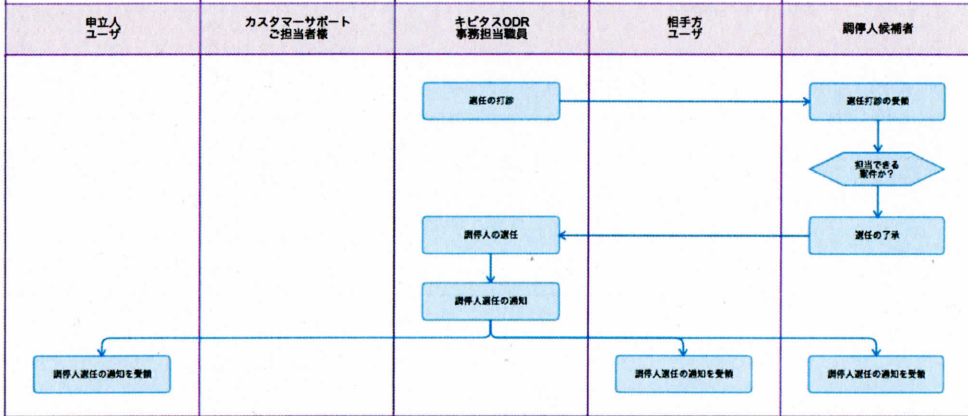 申立人
ユーザ
カスタマーサポート
ご担当者様
キビタスODR
事務担当職員
相手方
ユーザ
調停人候補者
選任の打診
選任打診の受領
担当できる
案件か？
調停人の選任
選任の了承
調停人選任の通知
調停人選任の通知を受領
調停人選任の通知を受領
調停人選任の通知を受領